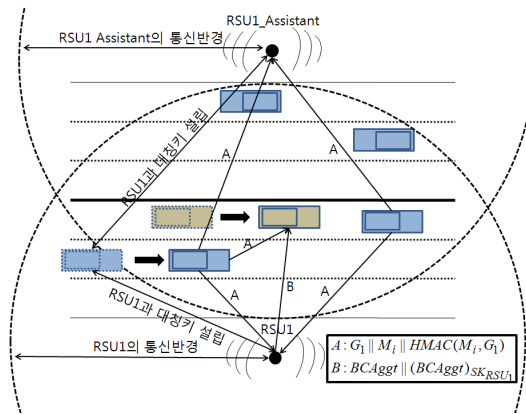 RSU1_Assistant
RSU1 Assistant의 통신반경
RSU1과 대칭키 설립
A
A
A
B
A
A
RSU1과 대칭키 설립
RSU1
RSU1의 통신반경
A : G₁ ‖ Mᵢ ‖ HMAC(Mᵢ, G₁)
B : BCAggt ‖ (BCAggt)_{SK_{RSU₁}}